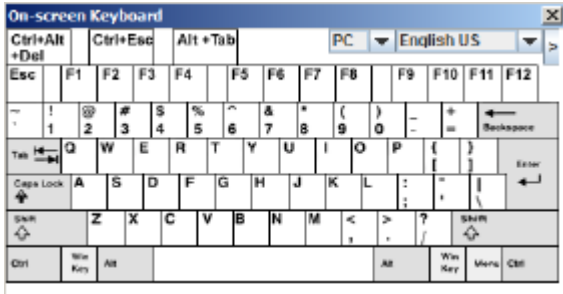 On-screen Keyboard
Ctrl+Alt +Del Ctrl+Esc Alt +Tab PC English US >
Esc F1 F2 F3 F4 F5 F6 F7 F8 F9 F10 F11 F12
~ ! @ # $ % ^ & * ( ) _ +
` 1 2 3 4 5 6 7 8 9 0 - = Backspace
Tab Q W E R T Y U I O P { }
[ ] Enter
Caps Lock A S D F G H J K L : " |
; ' \
Shift Z X C V B N M < > ? Shift
, . /
Ctrl Win Key Alt Alt Win Key Menu Ctrl